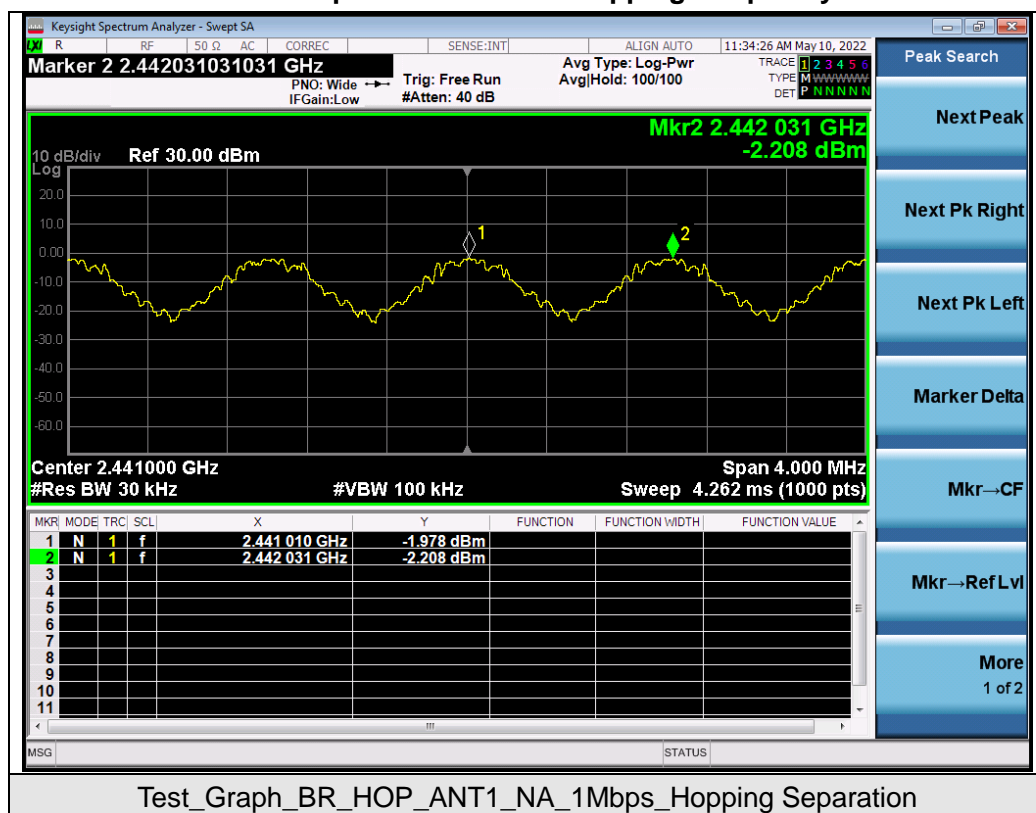 Keysight Spectrum Analyzer - Swept SA
LXI R RF 50 Ω AC CORREC SENSE:INT ALIGN AUTO 11:34:26 AM May 10, 2022
Marker 2 2.442031031031 GHz
PNO: Wide
IFGain:Low
Trig: Free Run
#Atten: 40 dB
Avg Type: Log-Pwr
Avg|Hold: 100/100
TRACE 1 2 3 4 5 6
TYPE M WWWWW
DET P N N N N N
Peak Search
Next Peak
Next Pk Right
Next Pk Left
Marker Delta
Mkr→CF
Mkr→Ref Lvl
More
1 of 2
Mkr2 2.442 031 GHz
-2.208 dBm
10 dB/div Ref 30.00 dBm
Log
20.0
10.0
0.00
-10.0
-20.0
-30.0
-40.0
-50.0
-60.0
1
2
Center 2.441000 GHz Span 4.000 MHz
#Res BW 30 kHz #VBW 100 kHz Sweep 4.262 ms (1000 pts)
MKR MODE TRC SCL X Y FUNCTION FUNCTION WIDTH FUNCTION VALUE
1 N 1 f 2.441 010 GHz -1.978 dBm
2 N 1 f 2.442 031 GHz -2.208 dBm
3
4
5
6
7
8
9
10
11
MSG STATUS
Test_Graph_BR_HOP_ANT1_NA_1Mbps_Hopping Separation